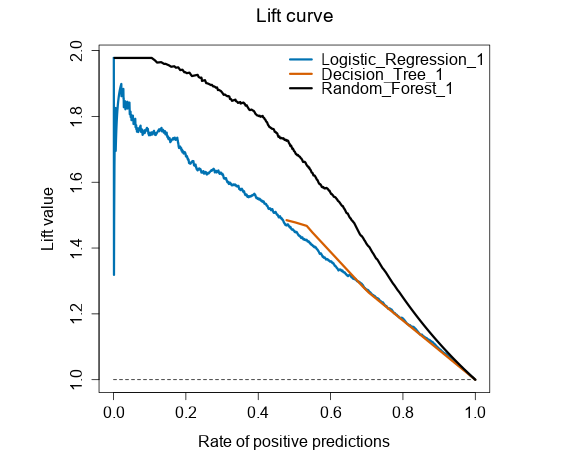 Lift curve
Logistic_Regression_1
Decision_Tree_1
Random_Forest_1
Lift value
2.0
1.8
1.6
1.4
1.2
1.0
0.0 0.2 0.4 0.6 0.8 1.0
Rate of positive predictions